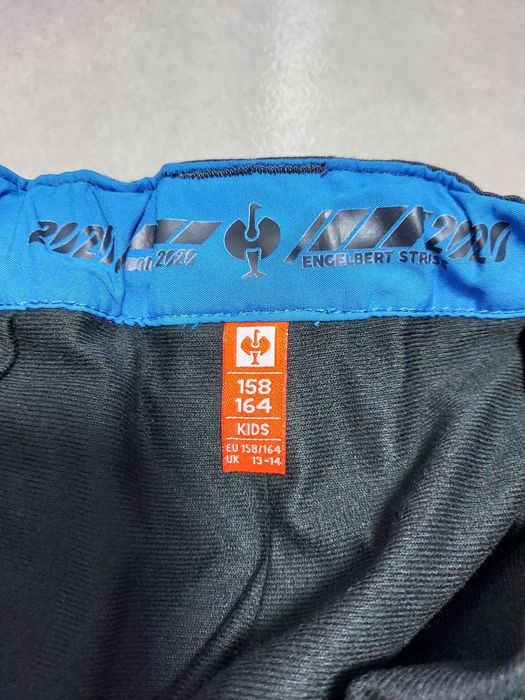 2020
2020
2020
ENGELBERT STRAUSS
158
164
KIDS
EU 158/164
UK 13-14